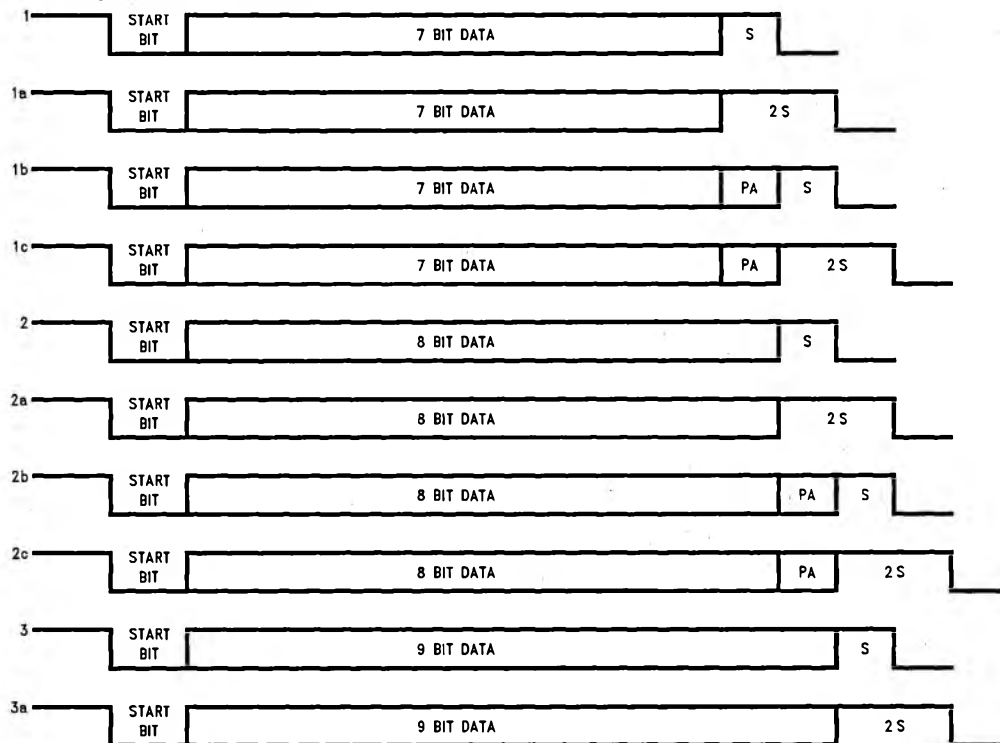 1 START BIT 7 BIT DATA S
1a START BIT 7 BIT DATA 2 S
1b START BIT 7 BIT DATA PA S
1c START BIT 7 BIT DATA PA 2 S
2 START BIT 8 BIT DATA S
2a START BIT 8 BIT DATA 2 S
2b START BIT 8 BIT DATA PA S
2c START BIT 8 BIT DATA PA 2 S
3 START BIT 9 BIT DATA S
3a START BIT 9 BIT DATA 2 S